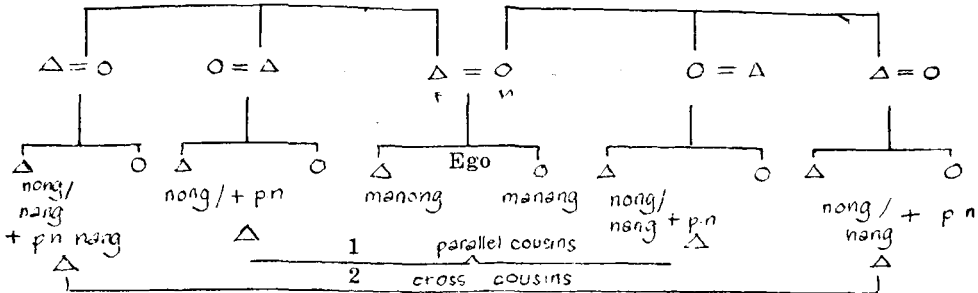 Δ = O O = Δ Δ = O O = Δ Δ = O
F M
Δ O Δ O Δ Ego O Δ O Δ O
nong/ nang + pn nang
nong/ + pn
manong
manang
nong/ nang + pn
nong/ nang + pn
Δ Δ Δ Δ
1 parallel cousins
2 cross cousins